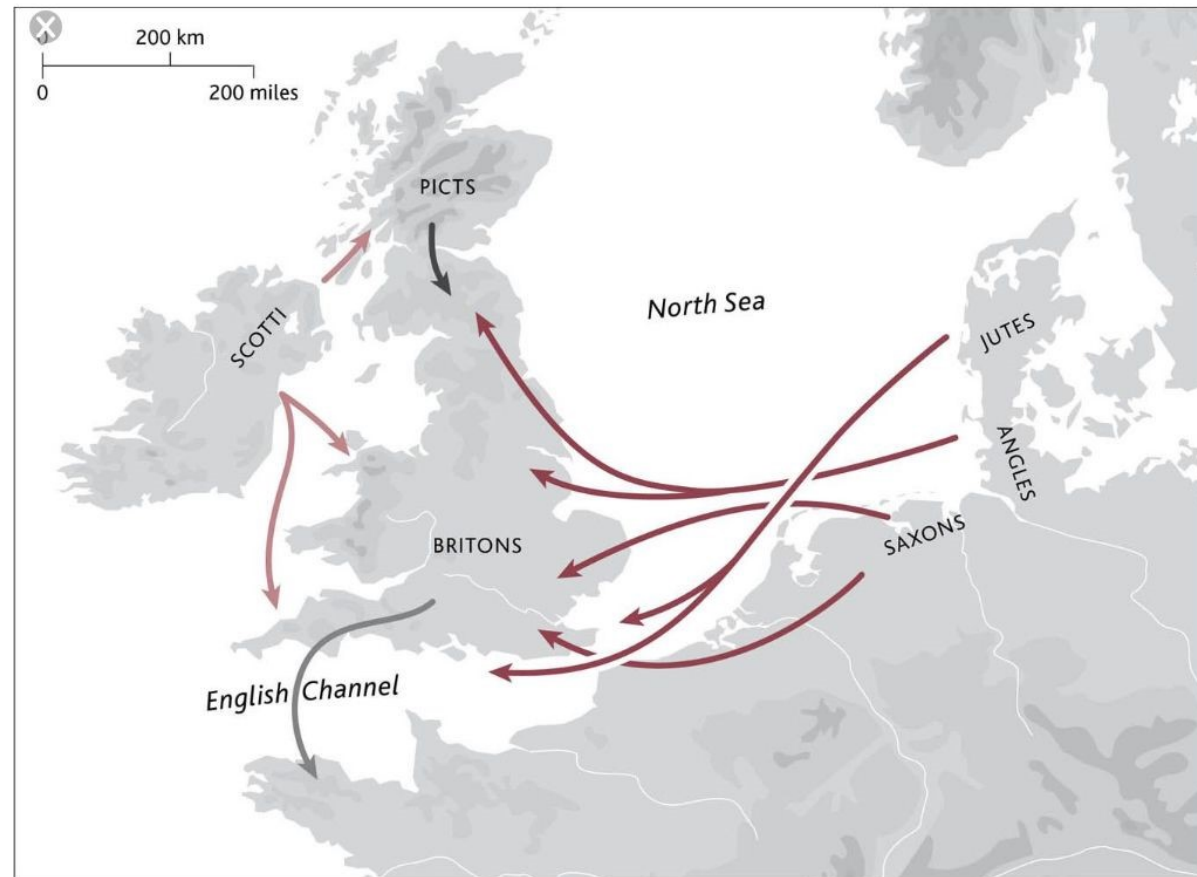 200 km
0
200 miles
PICTS
North Sea
SCOTTI
JUTES
ANGLES
SAXONS
BRITONS
English Channel